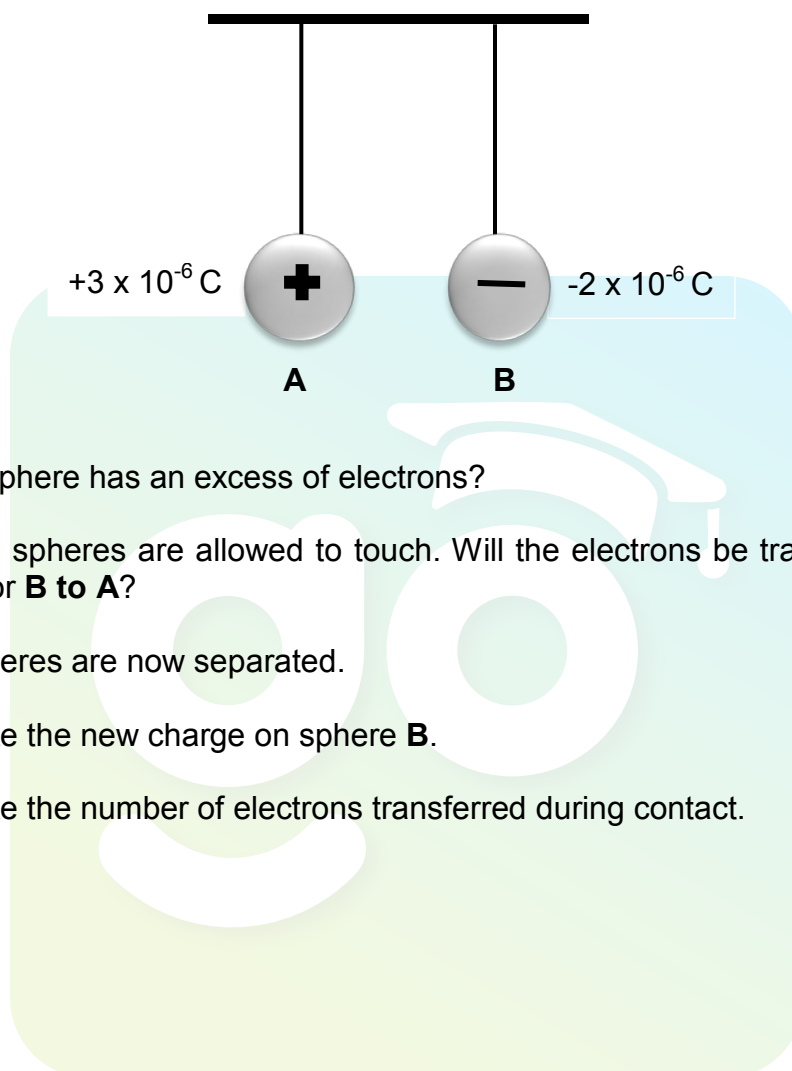 +3 x 10⁻⁶ C
-2 x 10⁻⁶ C
A B
phere has an excess of electrons?
spheres are allowed to touch. Will the electrons be tra
or B to A?
eres are now separated.
e the new charge on sphere B.
e the number of electrons transferred during contact.
go